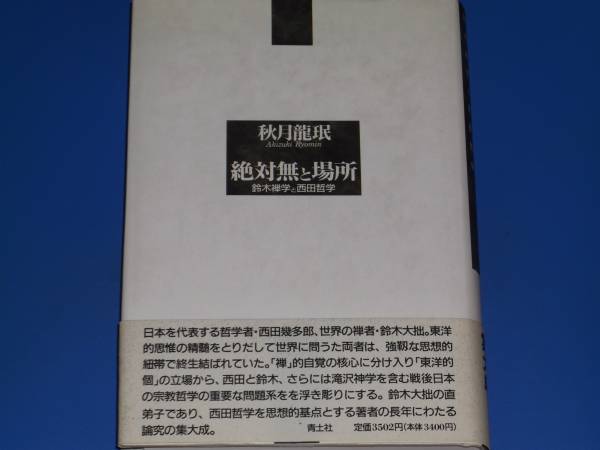 秋月龍珉
Akizuki Ryomin
絶対無と場所
鈴木禅学と西田哲学
日本を代表する哲学者・西田幾多郎、世界の禅者・鈴木大拙。東洋
的思惟の精髄をとりだして世界に問うた両者は、強靱な思想的
紐帯で終生結ばれていた。「禅」的自覚の核心に分け入り「東洋的
個」の立場から、西田と鈴木、さらには滝沢神学を含む戦後日本
の宗教哲学の重要な問題系をを浮き彫りにする。鈴木大拙の直
弟子であり、西田哲学を思想的基点とする著者の長年にわたる
論究の集大成。
青土社 定価3502円(本体3400円)